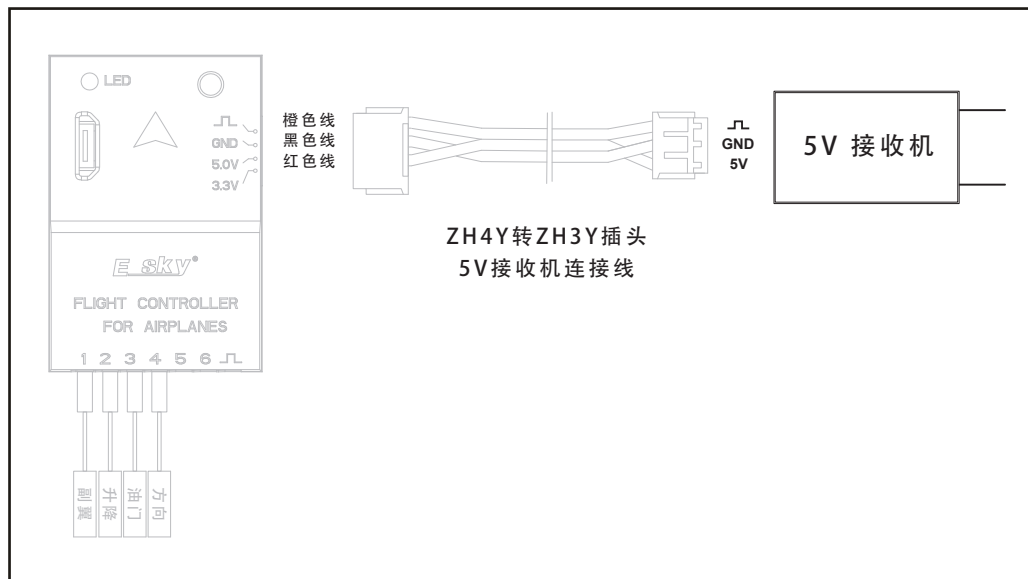 LED
GND
5.0V
3.3V
橙色线
黑色线
红色线
GND
5V
5V 接收机
ZH4Y转ZH3Y插头
5V接收机连接线
E_sky®
FLIGHT CONTROLLER
FOR AIRPLANES
1 2 3 4 5 6
副翼
升降
油门
方向